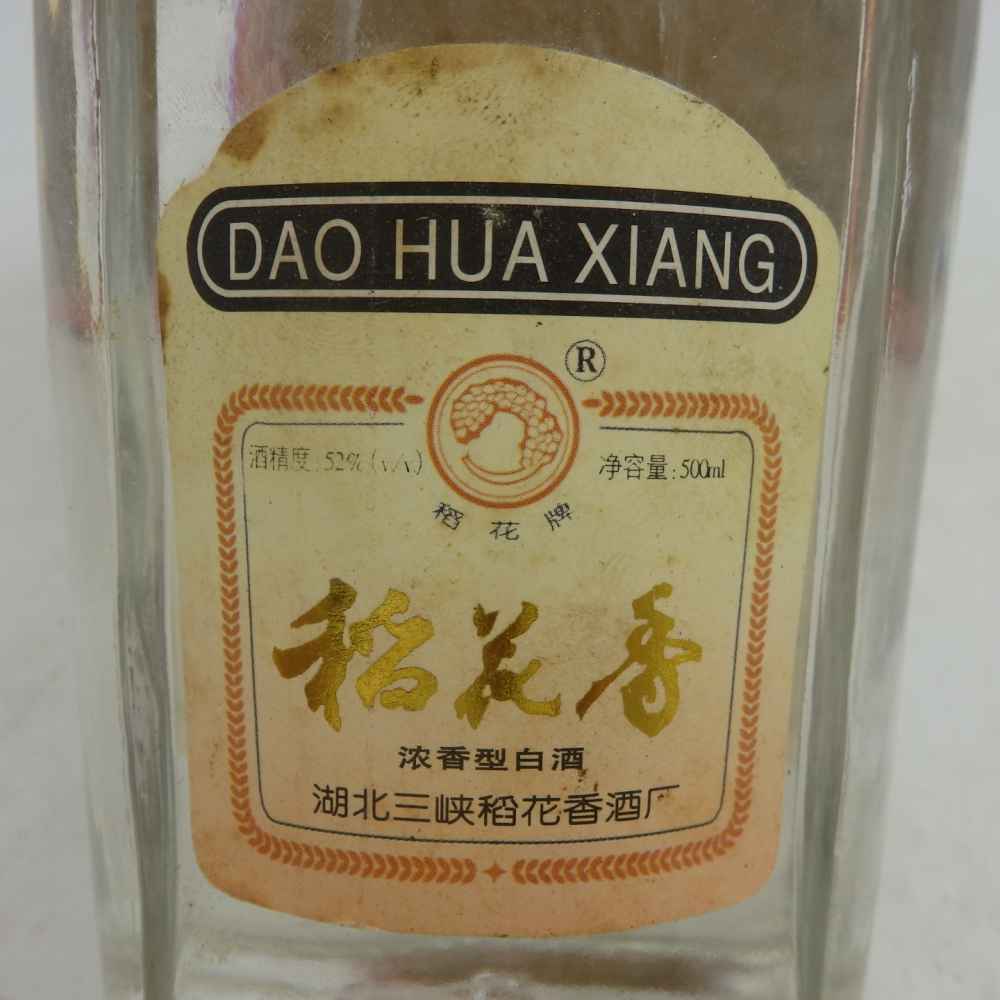 DAO HUA XIANG
®
酒精度:52%(v/v)
净容量:500ml
稻花牌
稻花香
浓香型白酒
湖北三峡稻花香酒厂